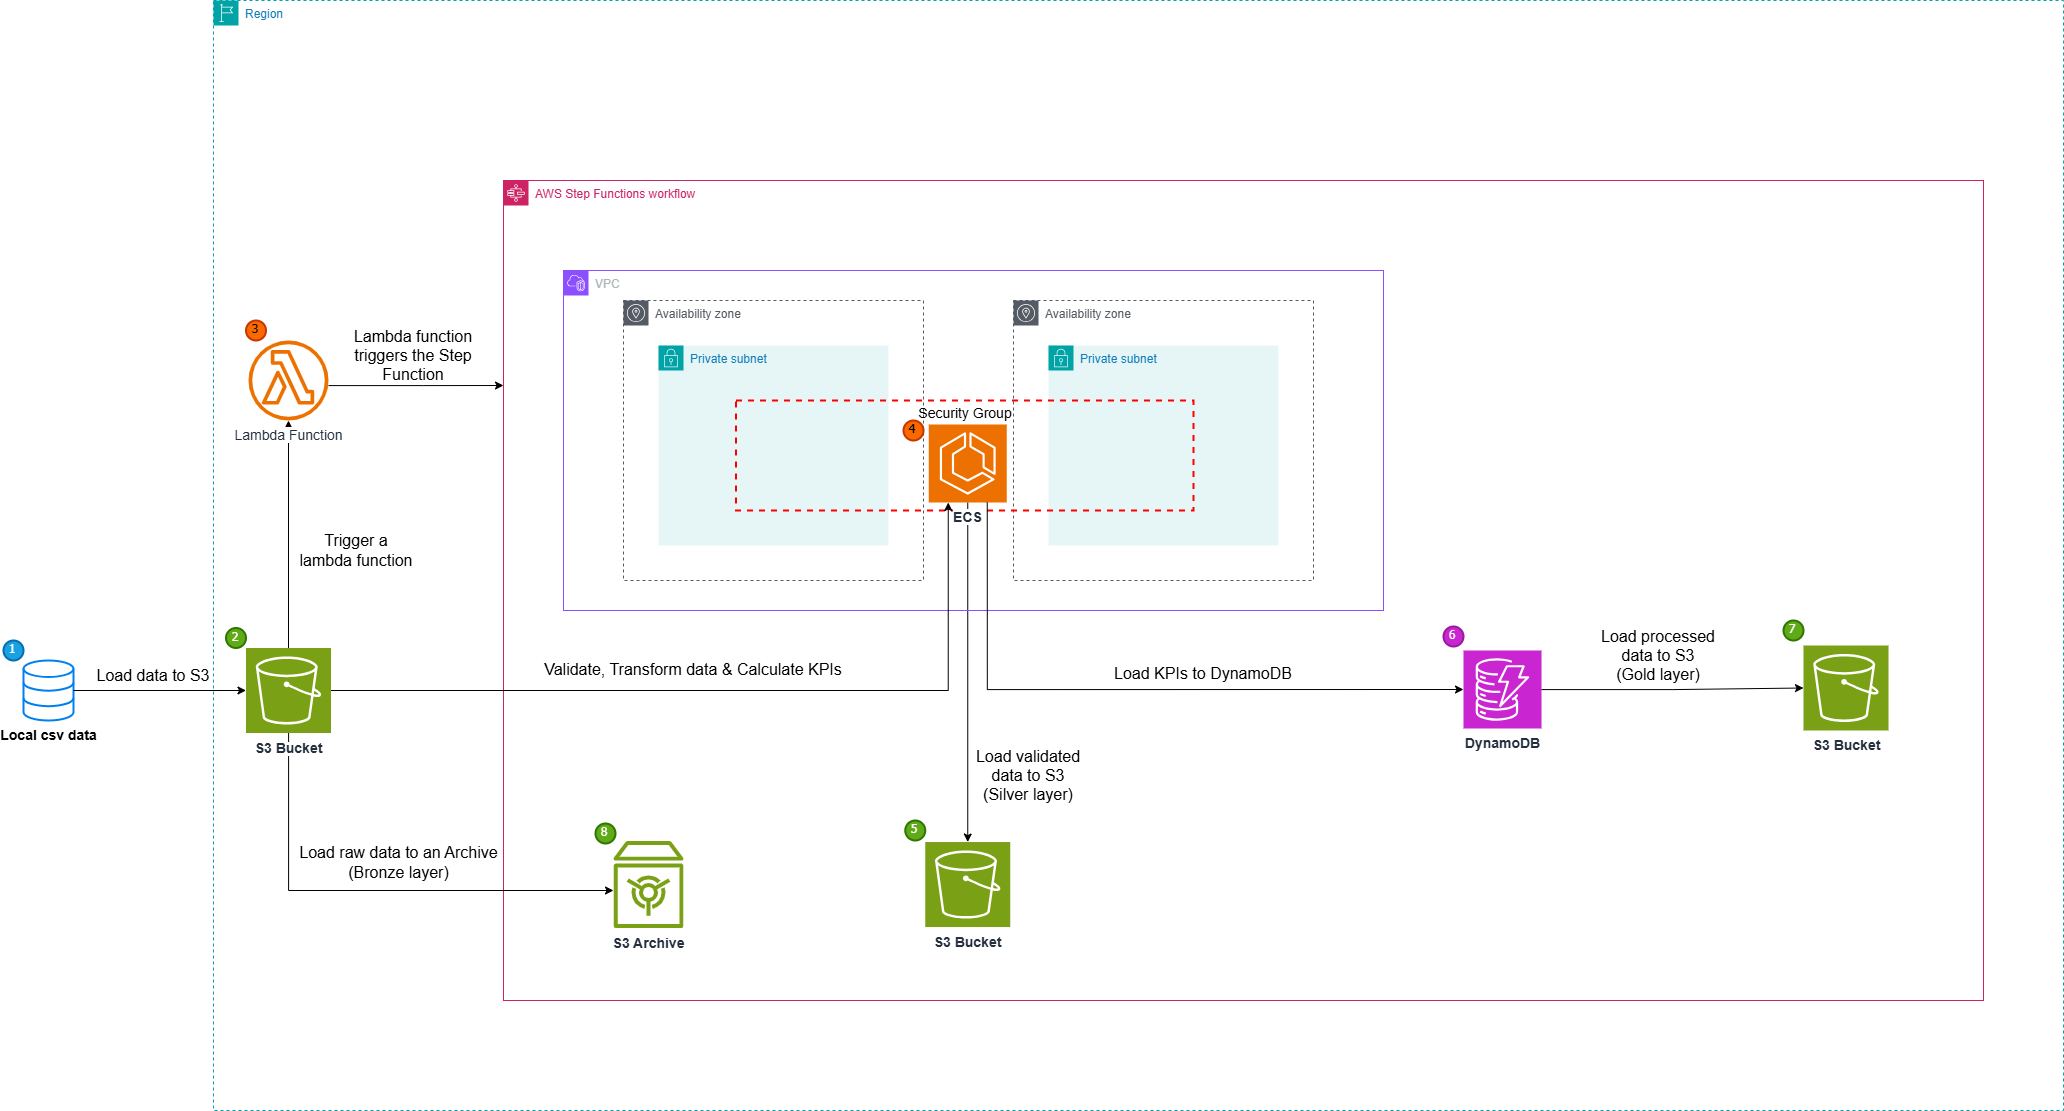 Region
AWS Step Functions workflow
VPC
Availability zone
Availability zone
Private subnet
Private subnet
3
Lambda function
triggers the Step
Function
Lambda Function
Security Group
4
ECS
Trigger a
lambda function
1
Load data to S3
Local csv data
2
S3 Bucket
Validate, Transform data & Calculate KPIs
Load KPIs to DynamoDB
6
DynamoDB
Load processed
data to S3
(Gold layer)
7
S3 Bucket
Load validated
data to S3
(Silver layer)
5
S3 Bucket
Load raw data to an Archive
(Bronze layer)
8
S3 Archive